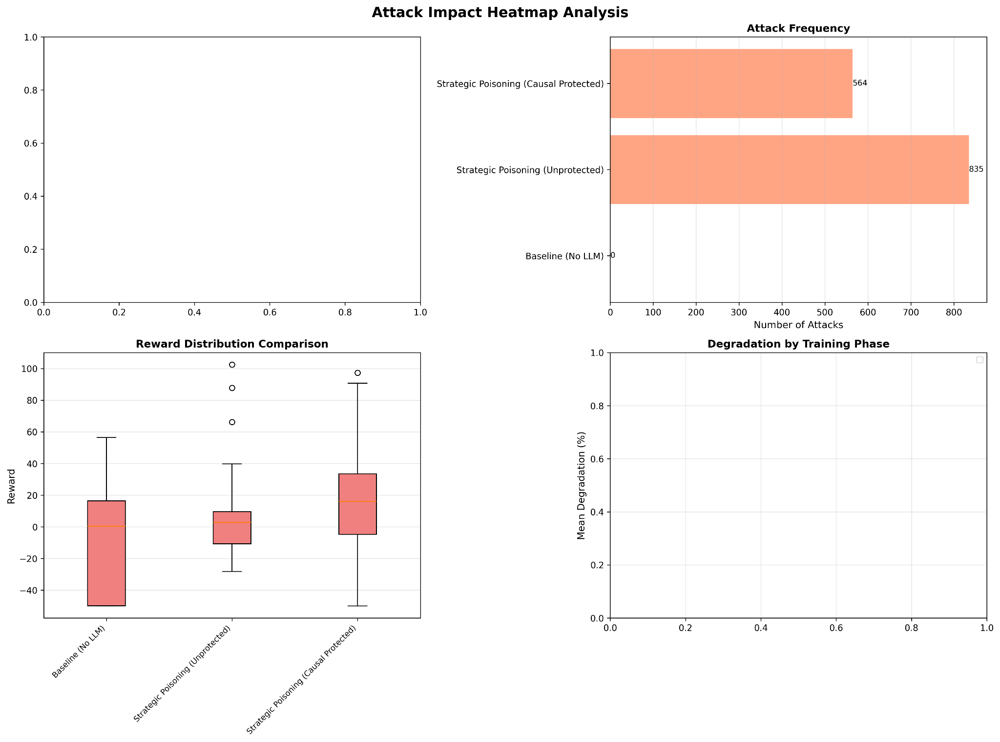 Attack Impact Heatmap Analysis
1.0
0.8
0.6
0.4
0.2
0.0
0.0 0.2 0.4 0.6 0.8 1.0
Attack Frequency
Strategic Poisoning (Causal Protected)
564
Strategic Poisoning (Unprotected)
835
Baseline (No LLM)
0
0 100 200 300 400 500 600 700 800
Number of Attacks
Reward Distribution Comparison
Reward
100
80
60
40
20
0
−20
−40
Baseline (No LLM)
Strategic Poisoning (Unprotected)
Strategic Poisoning (Causal Protected)
Degradation by Training Phase
Mean Degradation (%)
1.0
0.8
0.6
0.4
0.2
0.0
0.0 0.2 0.4 0.6 0.8 1.0